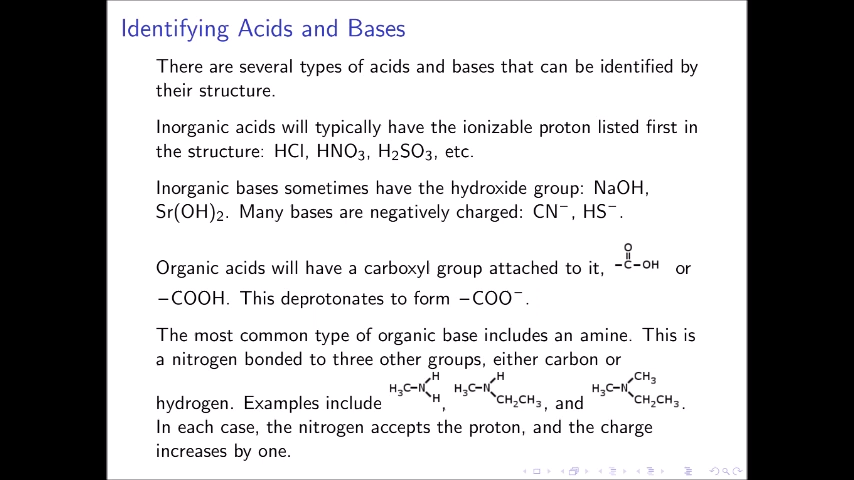 Identifying Acids and Bases
There are several types of acids and bases that can be identified by
their structure.
Inorganic acids will typically have the ionizable proton listed first in
the structure: HCl, HNO₃, H₂SO₃, etc.
Inorganic bases sometimes have the hydroxide group: NaOH,
Sr(OH)₂. Many bases are negatively charged: CN⁻, HS⁻.
O
Organic acids will have a carboxyl group attached to it, –C–OH or
–COOH. This deprotonates to form –COO⁻.
The most common type of organic base includes an amine. This is
a nitrogen bonded to three other groups, either carbon or
H H CH₃
H₃C–N H₃C–N H₃C–N
hydrogen. Examples include H, CH₂CH₃, and CH₂CH₃.
In each case, the nitrogen accepts the proton, and the charge
increases by one.